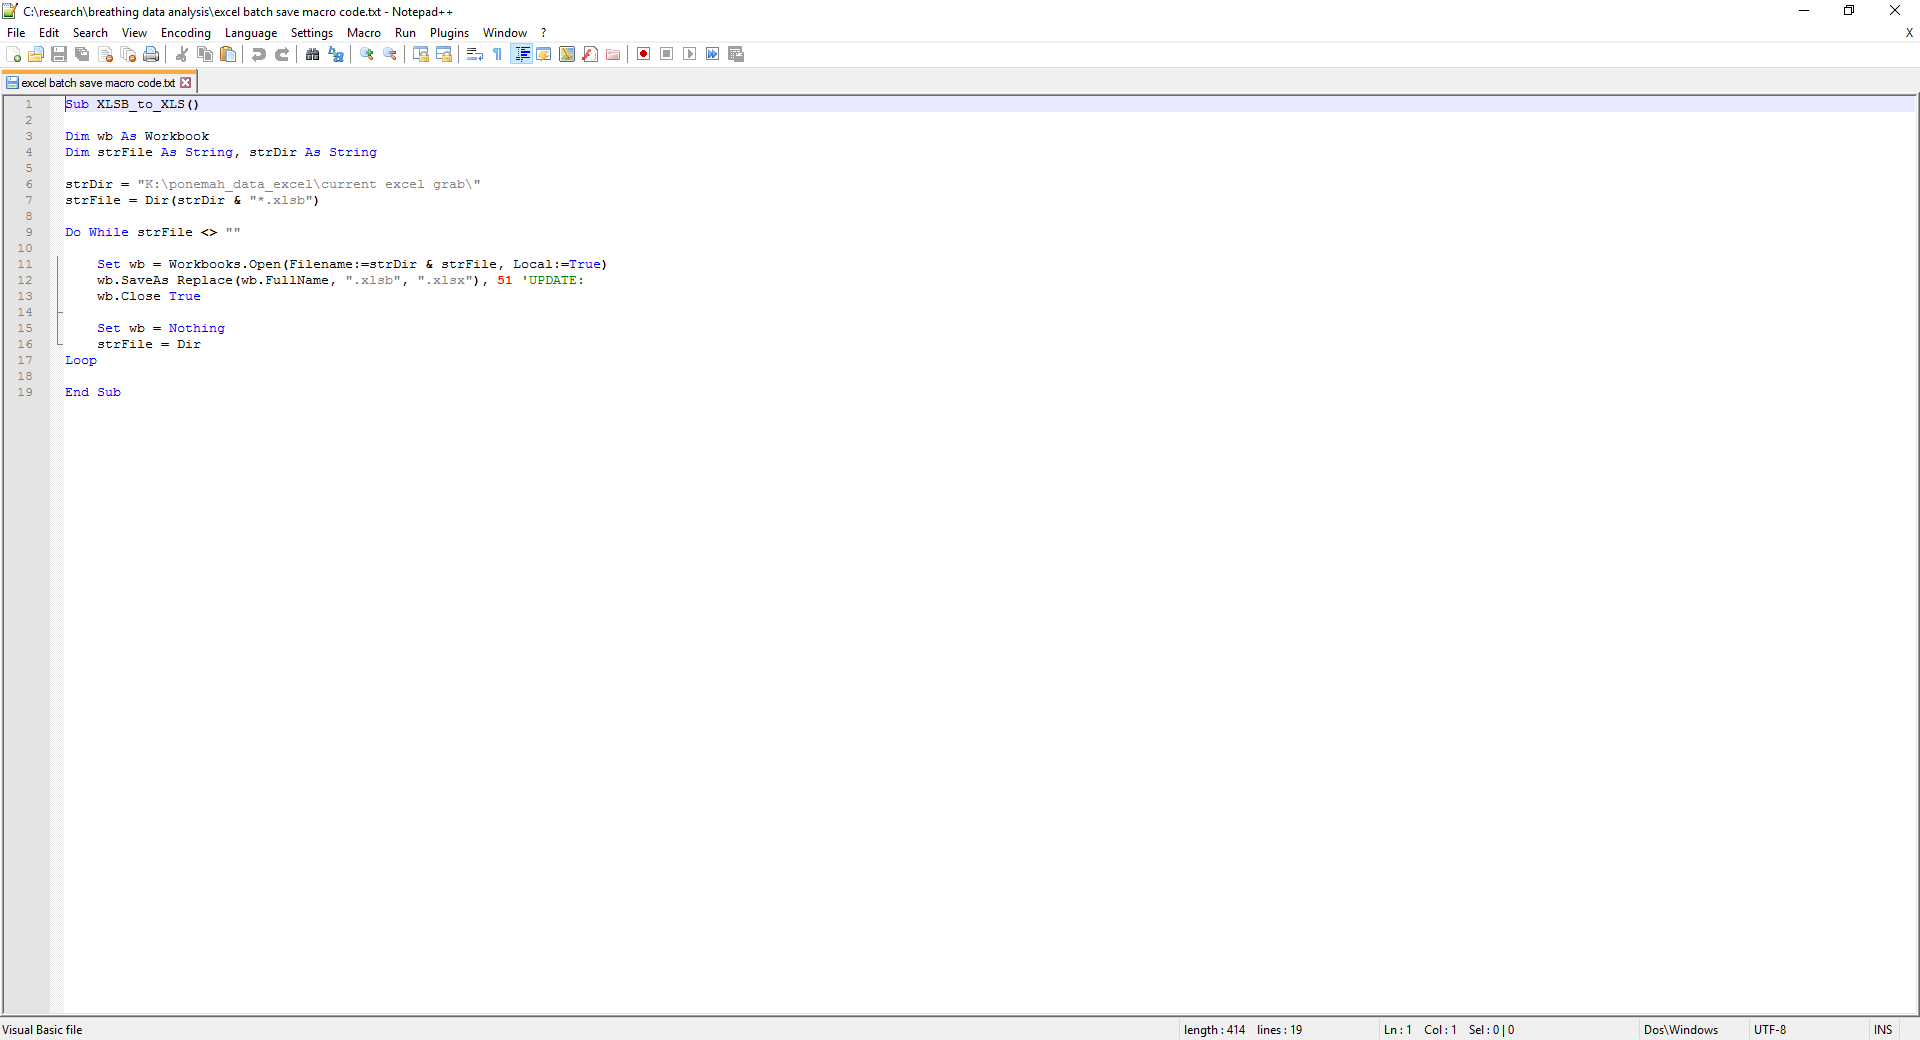 C:\research\breathing data analysis\excel batch save macro code.txt - Notepad++
File Edit Search View Encoding Language Settings Macro Run Plugins Window ? X
excel batch save macro code.txt
1 Sub XLSB_to_XLS()
2
3 Dim wb As Workbook
4 Dim strFile As String, strDir As String
5
6 strDir = "K:\ponemah_data_excel\current excel grab\"
7 strFile = Dir(strDir & "*.xlsb")
8
9 Do While strFile <> ""
10
11     Set wb = Workbooks.Open(Filename:=strDir & strFile, Local:=True)
12     wb.SaveAs Replace(wb.FullName, ".xlsb", ".xlsx"), 51 'UPDATE:
13     wb.Close True
14
15     Set wb = Nothing
16     strFile = Dir
17 Loop
18
19 End Sub
Visual Basic file length : 414 lines : 19 Ln : 1 Col : 1 Sel : 0 | 0 Dos\Windows UTF-8 INS